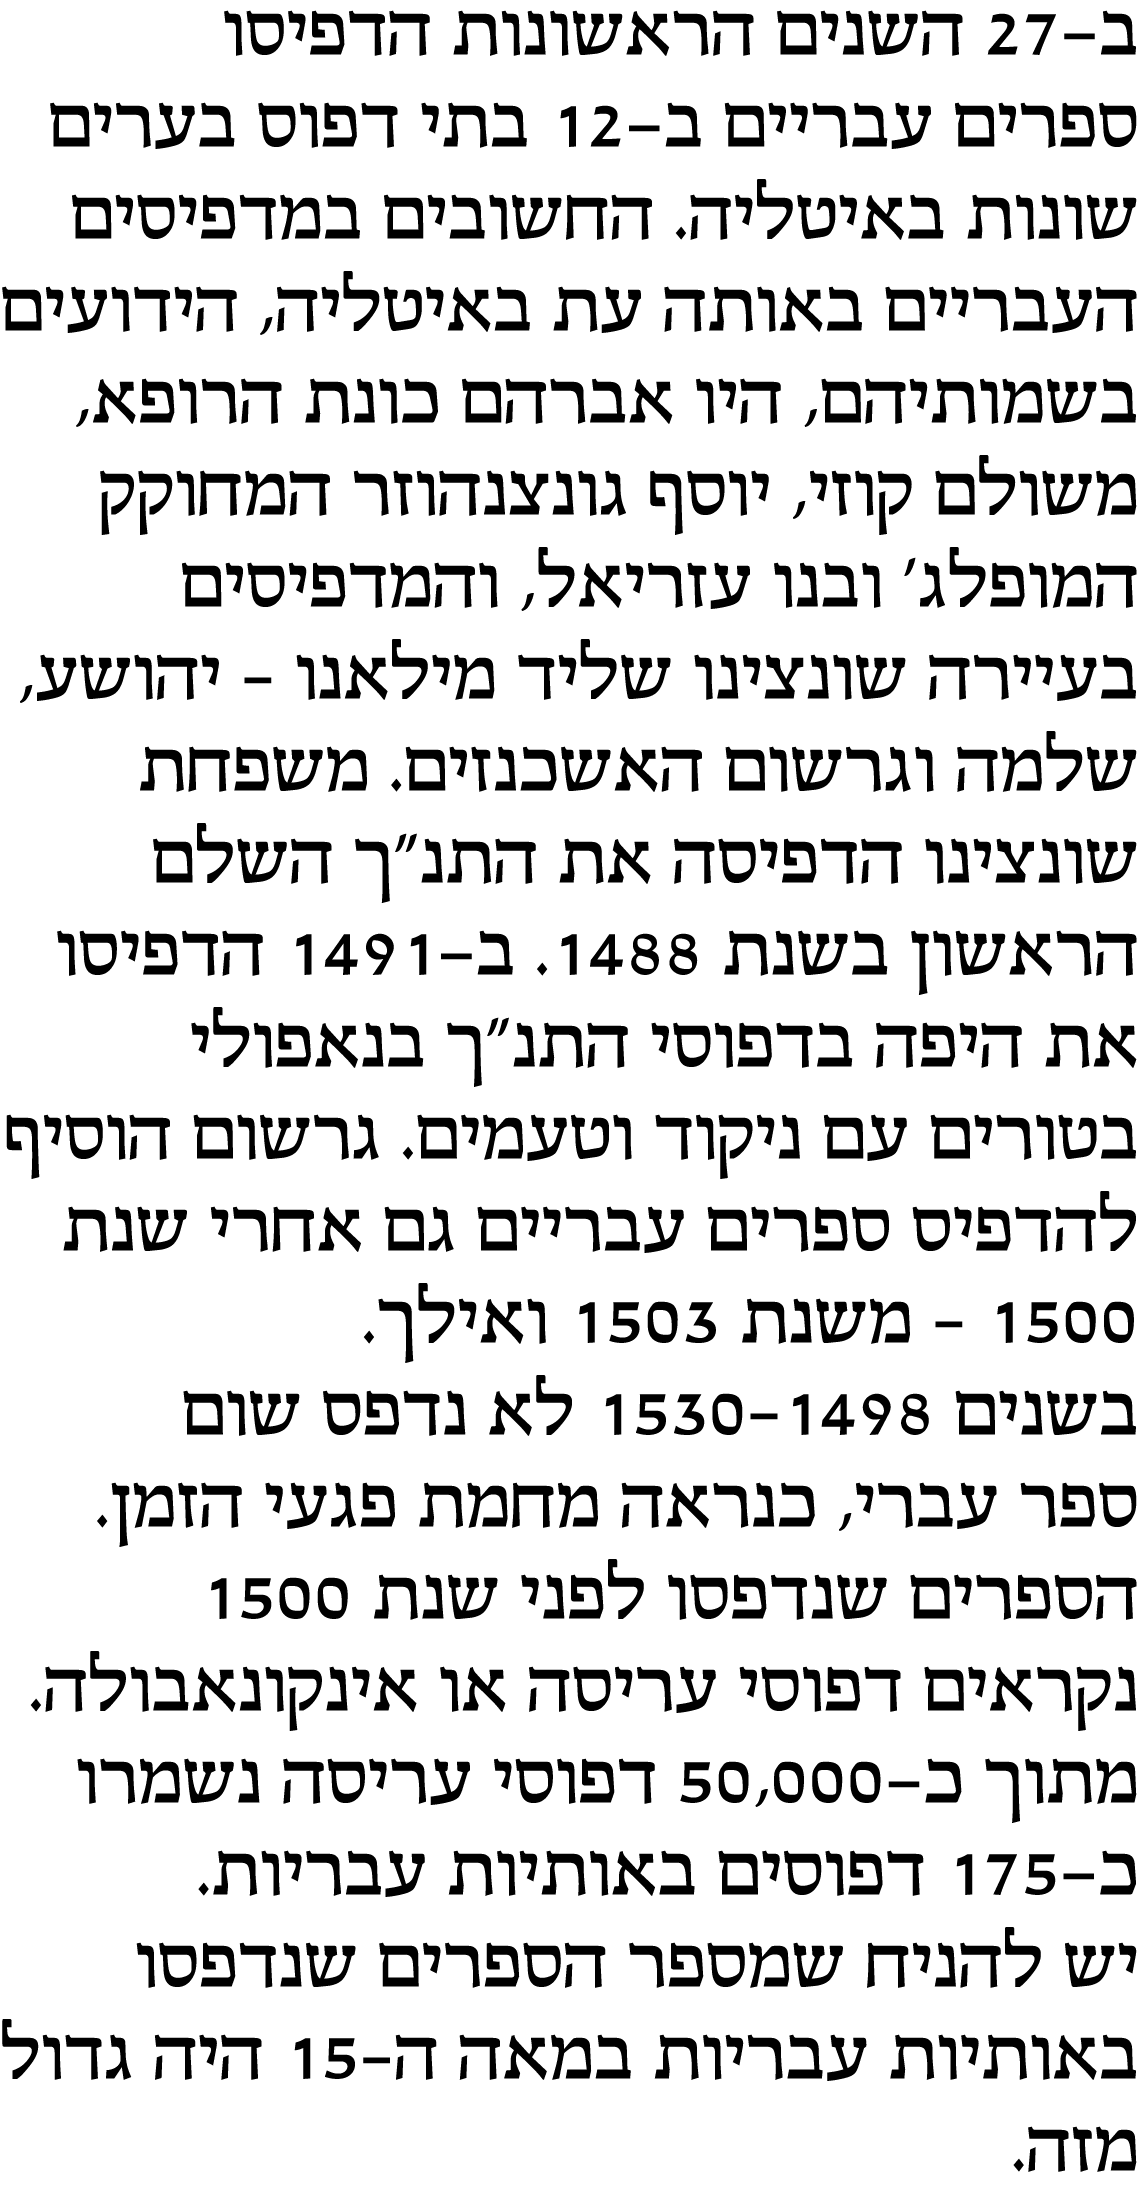 ב–27 השנים הראשונות הדפיסו
ספרים עבריים ב–12 בתי דפוס בערים
שונות באיטליה. החשובים במדפיסים
העבריים באותה עת באיטליה, הידועים
בשמותיהם, היו אברהם כונת הרופא,
משולם קוזי, יוסף גונצנהוזר המחוקק
המופלג' ובנו עזריאל, והמדפיסים
בעיירה שונצינו שליד מילאנו – יהושע,
שלמה וגרשום האשכנזים. משפחת
שונצינו הדפיסה את התנ"ך השלם
הראשון בשנת 1488. ב–1491 הדפיסו
את היפה בדפוסי התנ"ך בנאפולי
בטורים עם ניקוד וטעמים. גרשום הוסיף
להדפיס ספרים עבריים גם אחרי שנת
1500 – משנת 1503 ואילך.
בשנים 1498–1530 לא נדפס שום
ספר עברי, כנראה מחמת פגעי הזמן.
הספרים שנדפסו לפני שנת 1500
נקראים דפוסי עריסה או אינקונאבולה.
מתוך כ–50,000 דפוסי עריסה נשמרו
כ–175 דפוסים באותיות עבריות.
יש להניח שמספר הספרים שנדפסו
באותיות עבריות במאה ה–15 היה גדול
מזה.